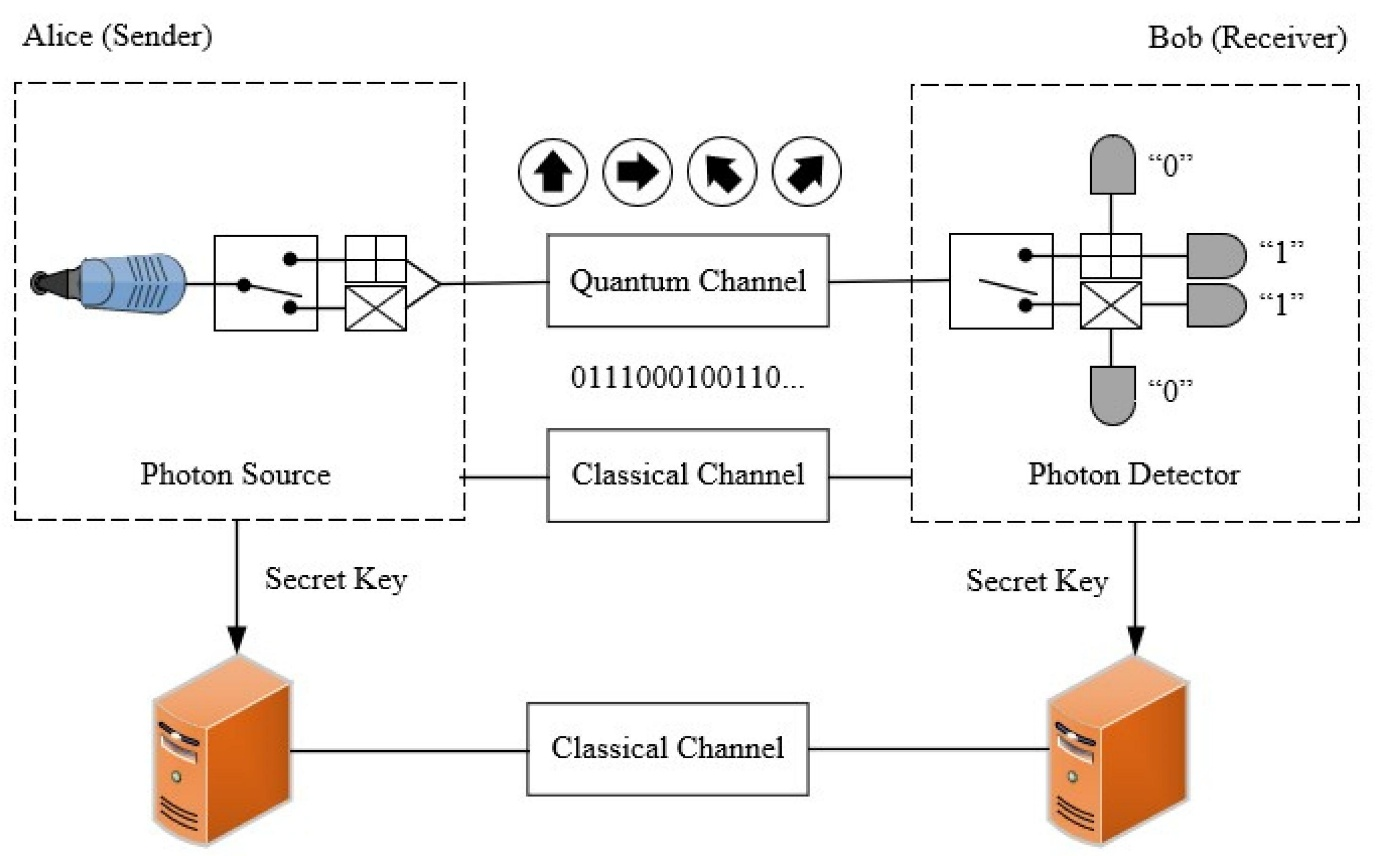 Alice (Sender)
Bob (Receiver)
“0”
“1”
Quantum Channel
“1”
0111000100110...
“0”
Photon Source
Classical Channel
Photon Detector
Secret Key
Secret Key
Classical Channel